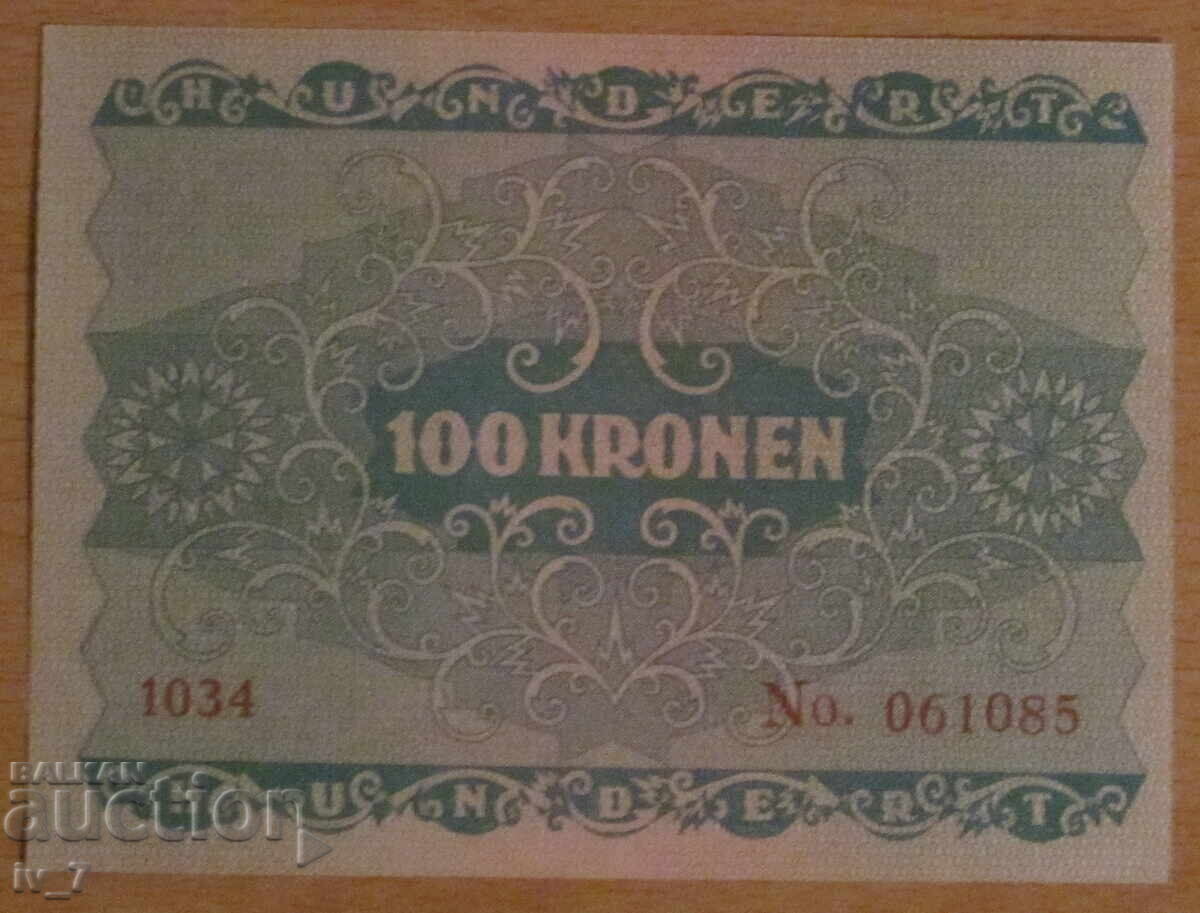 HUNDERT
100 KRONEN
1034 No. 061085
HUNDERT
BALKAN
auction
iv_7